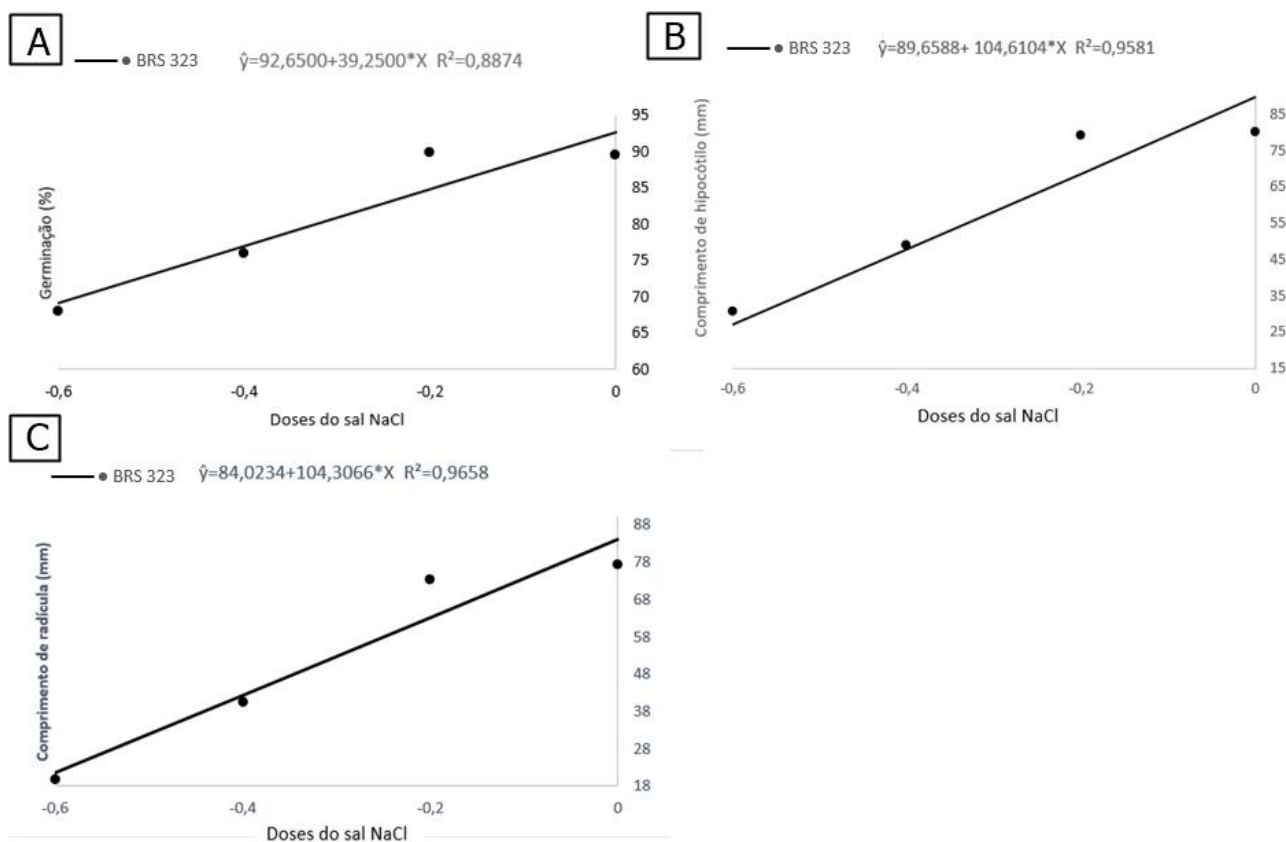 A
BRS 323 ŷ=92,6500+39,2500*X R²=0,8874
Germinação (%)
95
90
85
80
75
70
65
60
-0,6 -0,4 -0,2 0
Doses do sal NaCl
B
BRS 323 ŷ=89,6588+ 104,6104*X R²=0,9581
Comprimento de hipocótilo (mm)
85
75
65
55
45
35
25
15
-0,6 -0,4 -0,2 0
Doses do sal NaCl
C
BRS 323 ŷ=84,0234+104,3066*X R²=0,9658
Comprimento de radícula (mm)
88
78
68
58
48
38
28
18
-0,6 -0,4 -0,2 0
Doses do sal NaCl